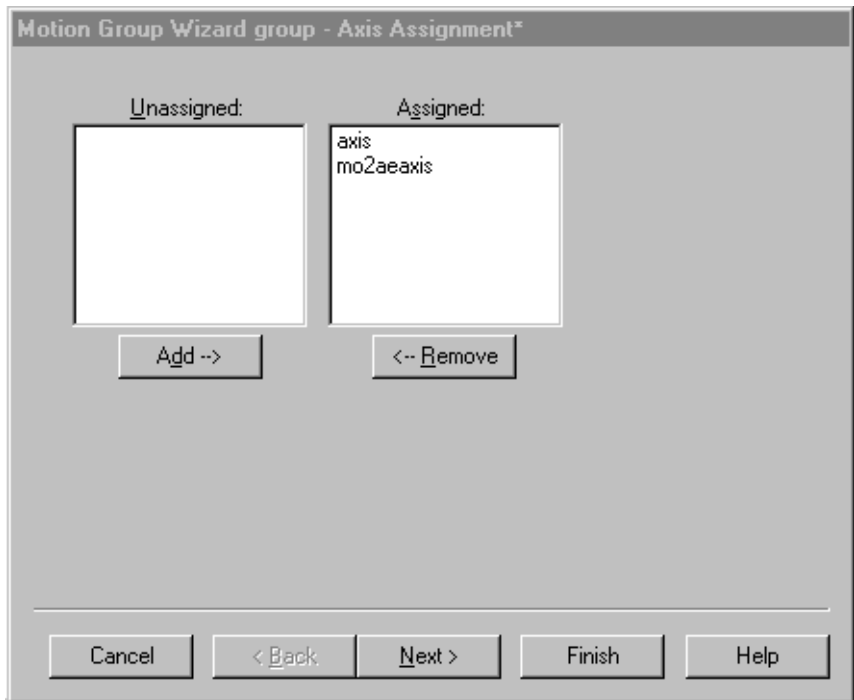 Motion Group Wizard group - Axis Assignment*
Unassigned:
Assigned:
axis
mo2aeaxis
Add -->
<-- Remove
Cancel
< Back
Next >
Finish
Help